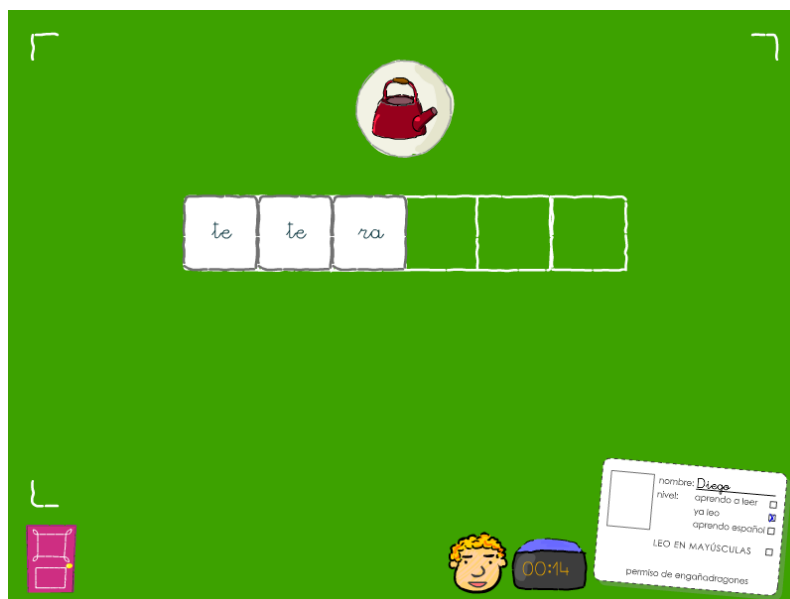 te te ra
nombre: Diego
nivel: aprendo a leer
ya leo
aprendo español
LEO EN MAYÚSCULAS
permiso de engañadragones
00:14